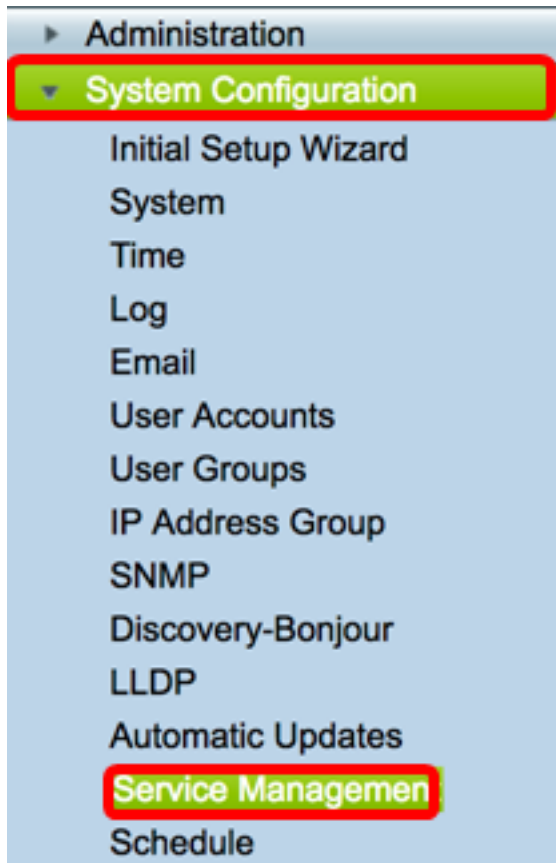 Administration
System Configuration
Initial Setup Wizard
System
Time
Log
Email
User Accounts
User Groups
IP Address Group
SNMP
Discovery-Bonjour
LLDP
Automatic Updates
Service Managemen
Schedule